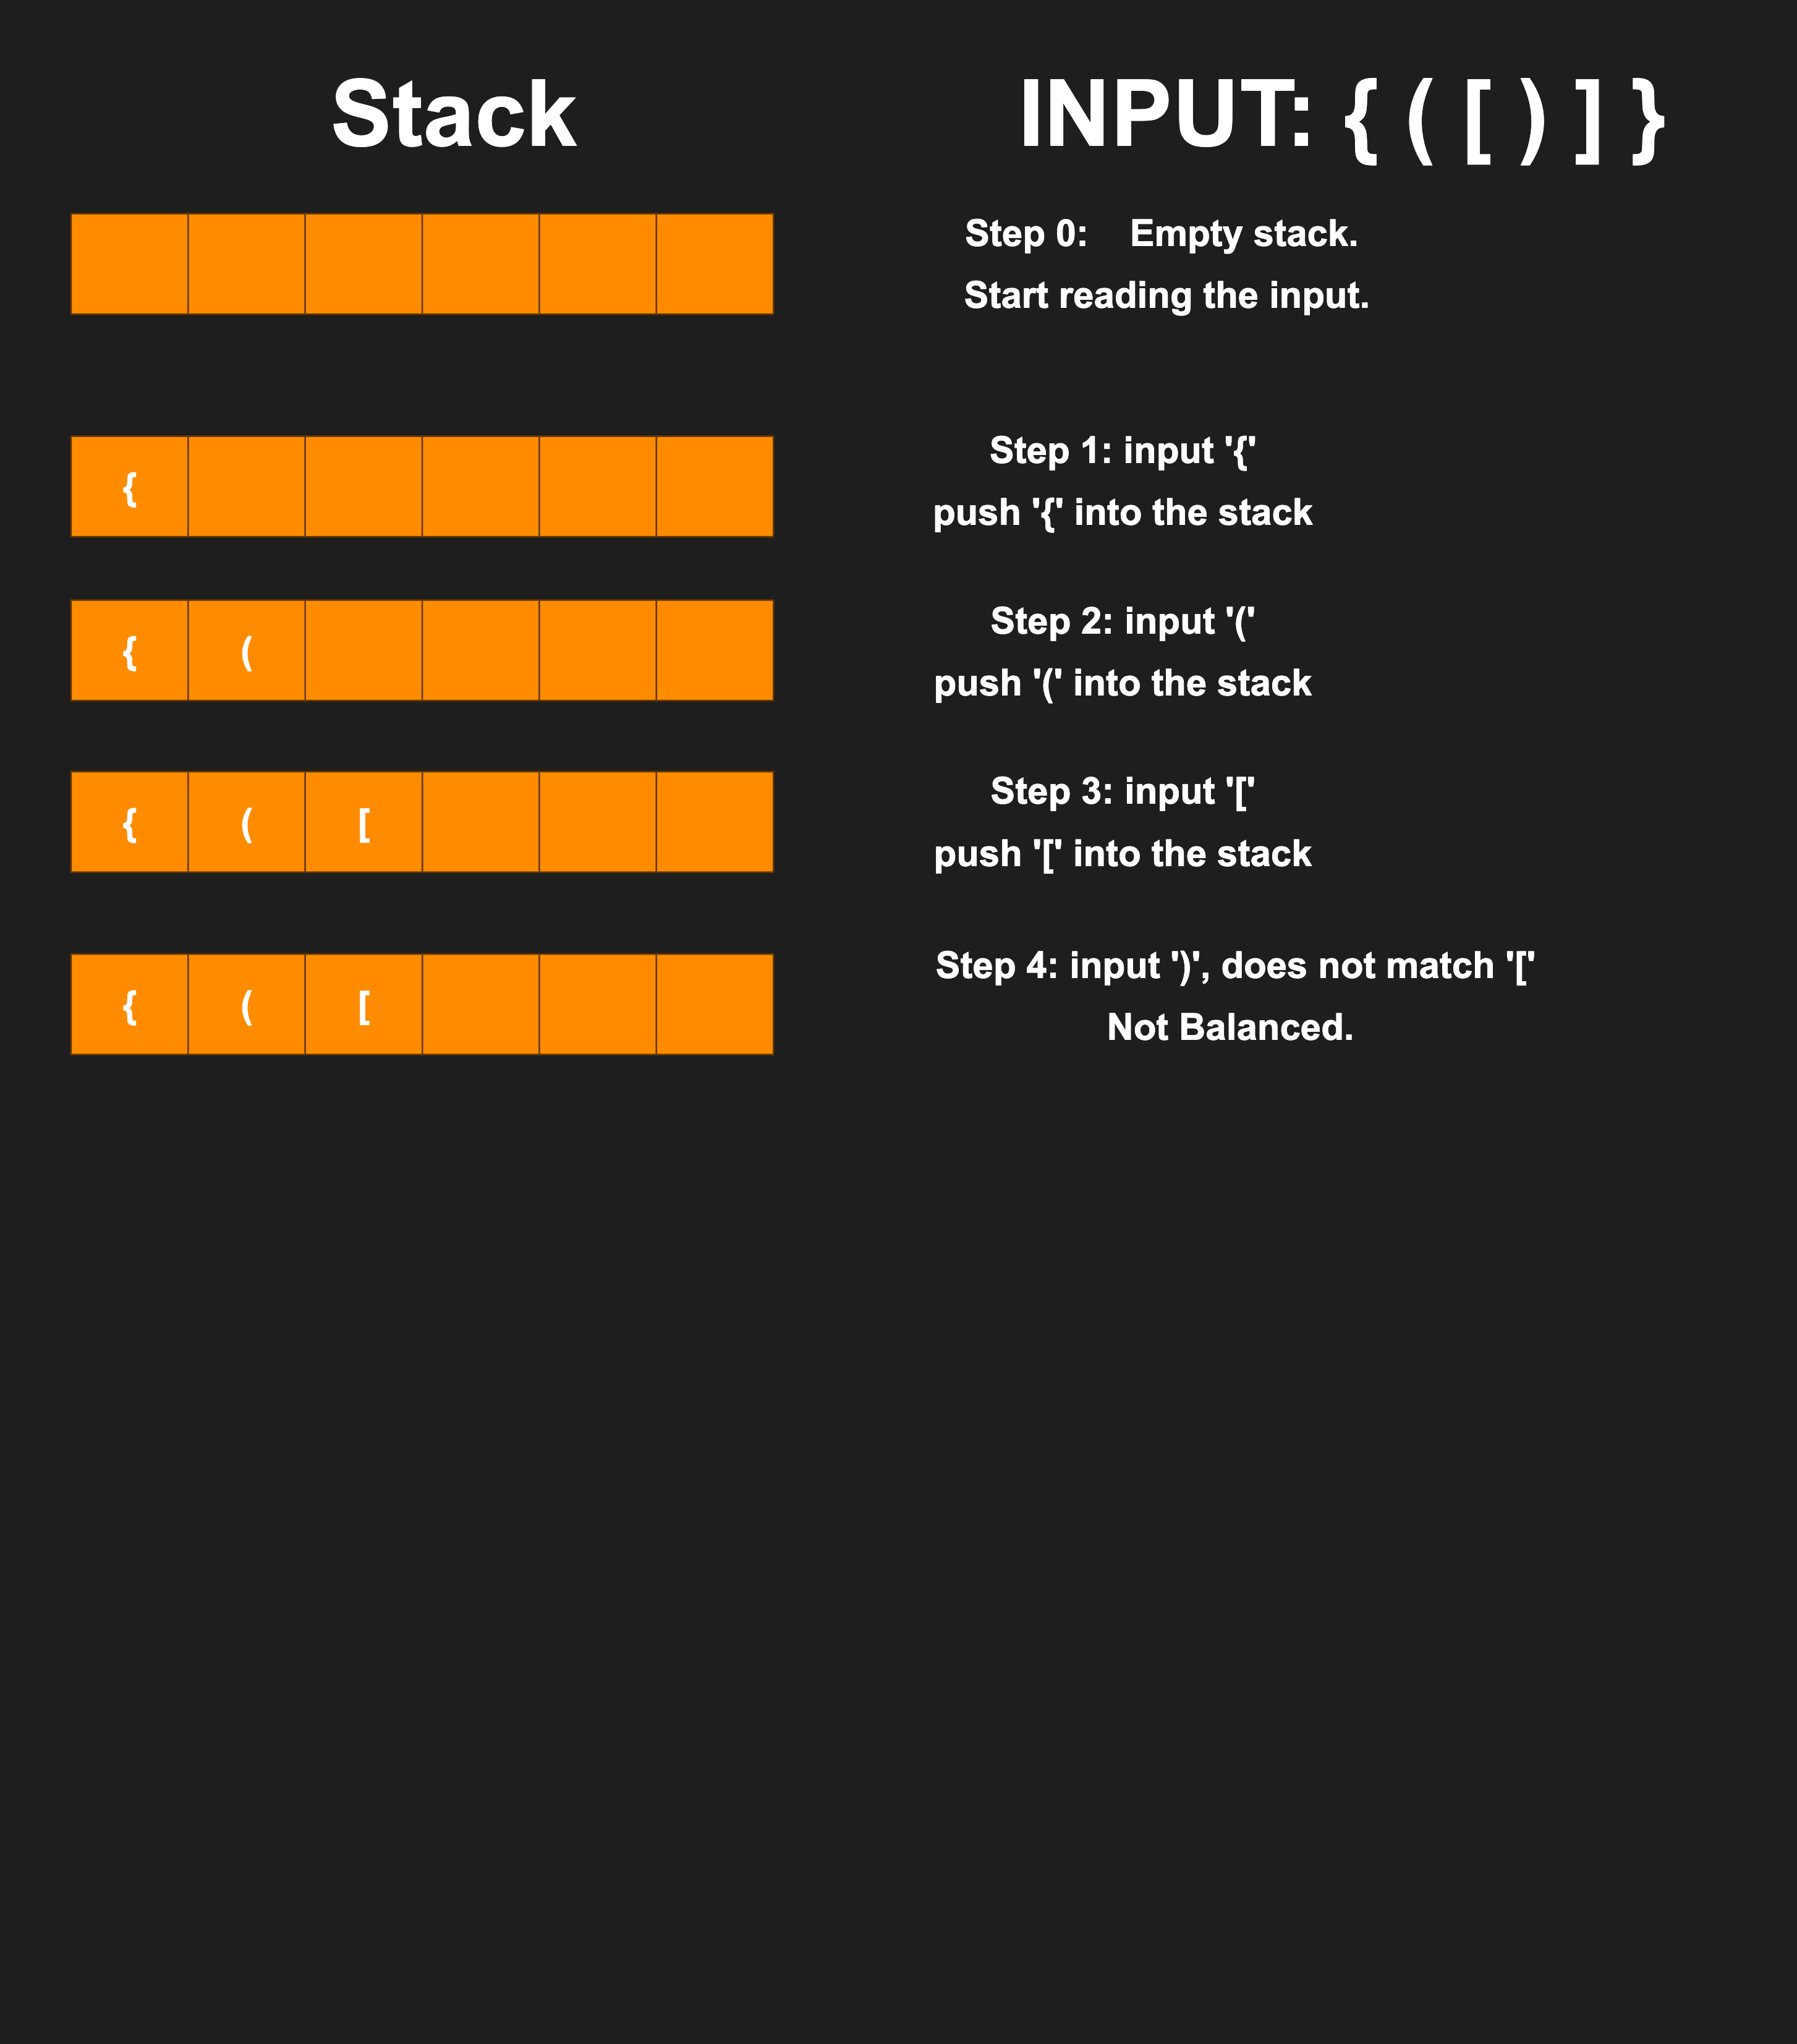 Stack
INPUT: { ( [ ) ] }
Step 0: Empty stack.
Start reading the input.
{
Step 1: input '{'
push '{' into the stack
{ (
Step 2: input '('
push '(' into the stack
{ ( [
Step 3: input '['
push '[' into the stack
{ ( [
Step 4: input ')', does not match '['
Not Balanced.